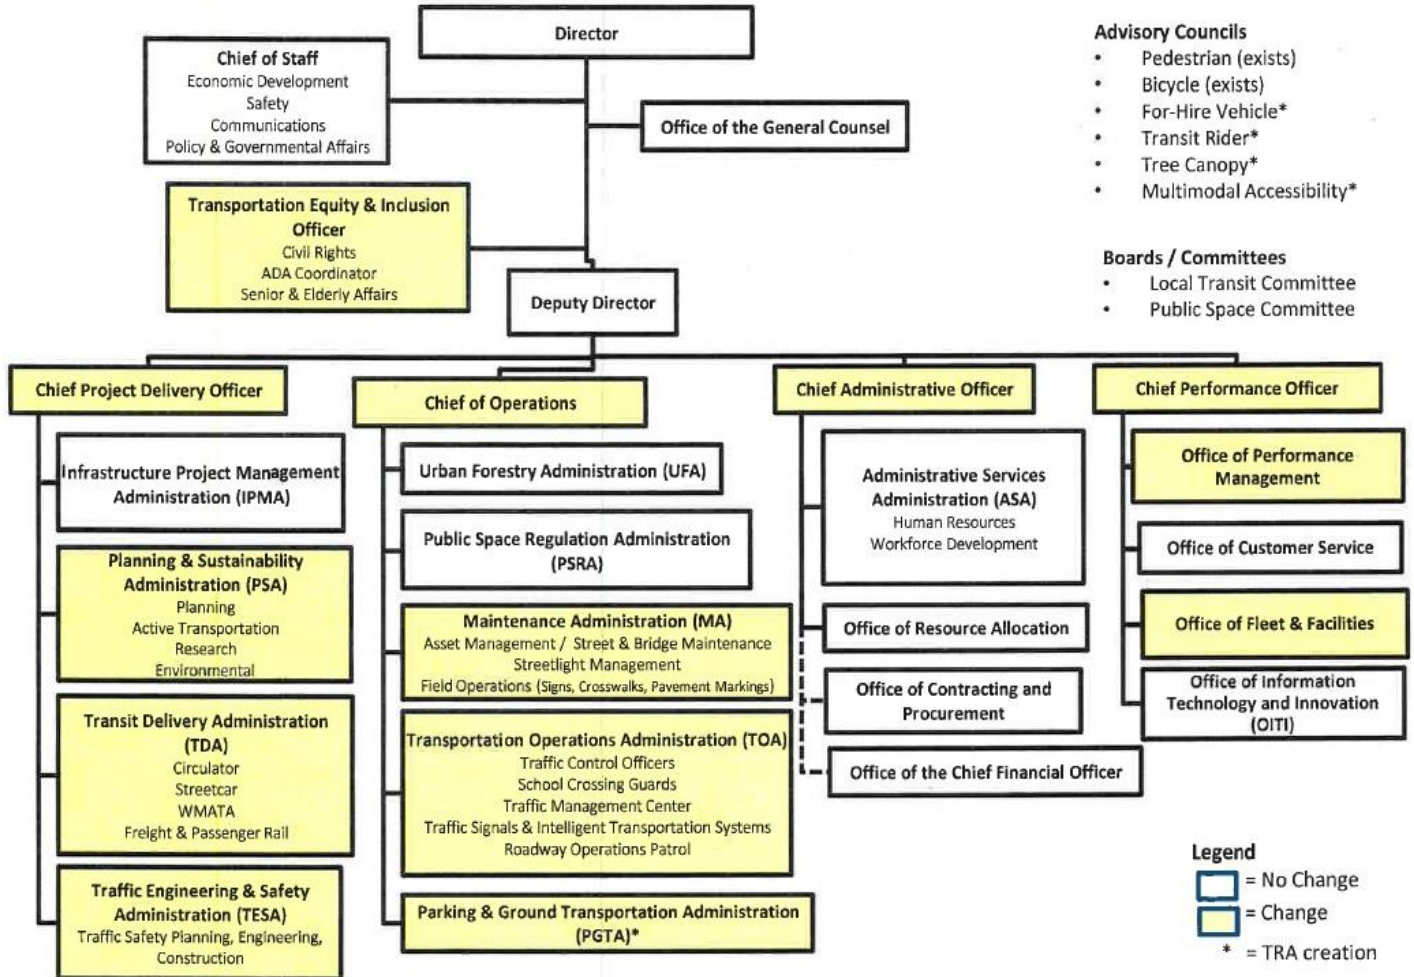 Director
Chief of Staff
Economic Development
Safety
Communications
Policy & Governmental Affairs
Office of the General Counsel
Transportation Equity & Inclusion
Officer
Civil Rights
ADA Coordinator
Senior & Elderly Affairs
Deputy Director
Advisory Councils
• Pedestrian (exists)
• Bicycle (exists)
• For-Hire Vehicle*
• Transit Rider*
• Tree Canopy*
• Multimodal Accessibility*
Boards / Committees
• Local Transit Committee
• Public Space Committee
Chief Project Delivery Officer
Infrastructure Project Management
Administration (IPMA)
Planning & Sustainability
Administration (PSA)
Planning
Active Transportation
Research
Environmental
Transit Delivery Administration
(TDA)
Circulator
Streetcar
WMATA
Freight & Passenger Rail
Traffic Engineering & Safety
Administration (TESA)
Traffic Safety Planning, Engineering,
Construction
Chief of Operations
Urban Forestry Administration (UFA)
Public Space Regulation Administration
(PSRA)
Maintenance Administration (MA)
Asset Management / Street & Bridge Maintenance
Streetlight Management
Field Operations (Signs, Crosswalks, Pavement Markings)
Transportation Operations Administration (TOA)
Traffic Control Officers
School Crossing Guards
Traffic Management Center
Traffic Signals & Intelligent Transportation Systems
Roadway Operations Patrol
Parking & Ground Transportation Administration
(PGTA)*
Chief Administrative Officer
Administrative Services
Administration (ASA)
Human Resources
Workforce Development
Office of Resource Allocation
Office of Contracting and
Procurement
Office of the Chief Financial Officer
Chief Performance Officer
Office of Performance
Management
Office of Customer Service
Office of Fleet & Facilities
Office of Information
Technology and Innovation
(OITI)
Legend
= No Change
= Change
* = TRA creation